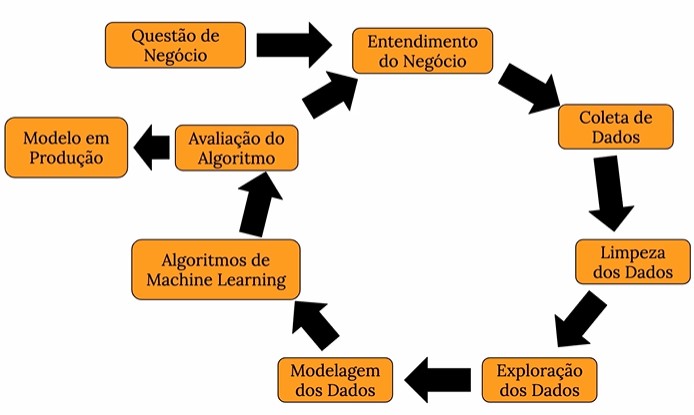 Questão de
Negócio
Entendimento
do Negócio
Coleta de
Dados
Limpeza
dos Dados
Exploração
dos Dados
Modelagem
dos Dados
Algoritmos de
Machine Learning
Avaliação do
Algoritmo
Modelo em
Produção